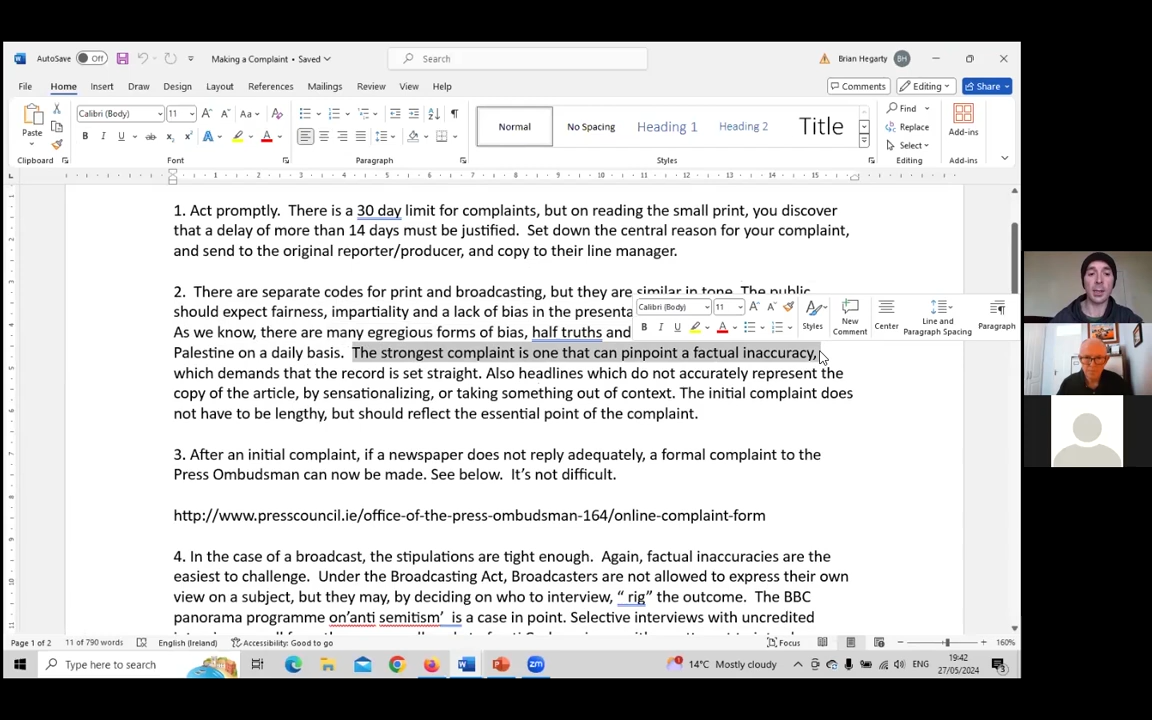 AutoSave Off Making a Complaint • Saved Search Brian Hegarty BH
File Home Insert Draw Design Layout References Mailings Review View Help Comments Editing Share
Paste Calibri (Body) 11 Aa Normal No Spacing Heading 1 Heading 2 Title Find Replace Select Add-ins
Clipboard Font Paragraph Styles Editing Add-ins
1. Act promptly. There is a 30 day limit for complaints, but on reading the small print, you discover
that a delay of more than 14 days must be justified. Set down the central reason for your complaint,
and send to the original reporter/producer, and copy to their line manager.
2. There are separate codes for print and broadcasting, but they are similar in tone. The public
should expect fairness, impartiality and a lack of bias in the presenta
As we know, there are many egregious forms of bias, half truths and
Calibri (Body) 11 Styles New Comment Center Line and Paragraph Spacing Paragraph
Palestine on a daily basis. The strongest complaint is one that can pinpoint a factual inaccuracy,
which demands that the record is set straight. Also headlines which do not accurately represent the
copy of the article, by sensationalizing, or taking something out of context. The initial complaint does
not have to be lengthy, but should reflect the essential point of the complaint.
3. After an initial complaint, if a newspaper does not reply adequately, a formal complaint to the
Press Ombudsman can now be made. See below. It's not difficult.
http://www.presscouncil.ie/office-of-the-press-ombudsman-164/online-complaint-form
4. In the case of a broadcast, the stipulations are tight enough. Again, factual inaccuracies are the
easiest to challenge. Under the Broadcasting Act, Broadcasters are not allowed to express their own
view on a subject, but they may, by deciding on who to interview, " rig" the outcome. The BBC
panorama programme on'anti semitism' is a case in point. Selective interviews with uncredited
Page 1 of 2 11 of 790 words English (Ireland) Accessibility: Good to go Focus 160%
Type here to search 14°C Mostly cloudy ENG 19:42
27/05/2024